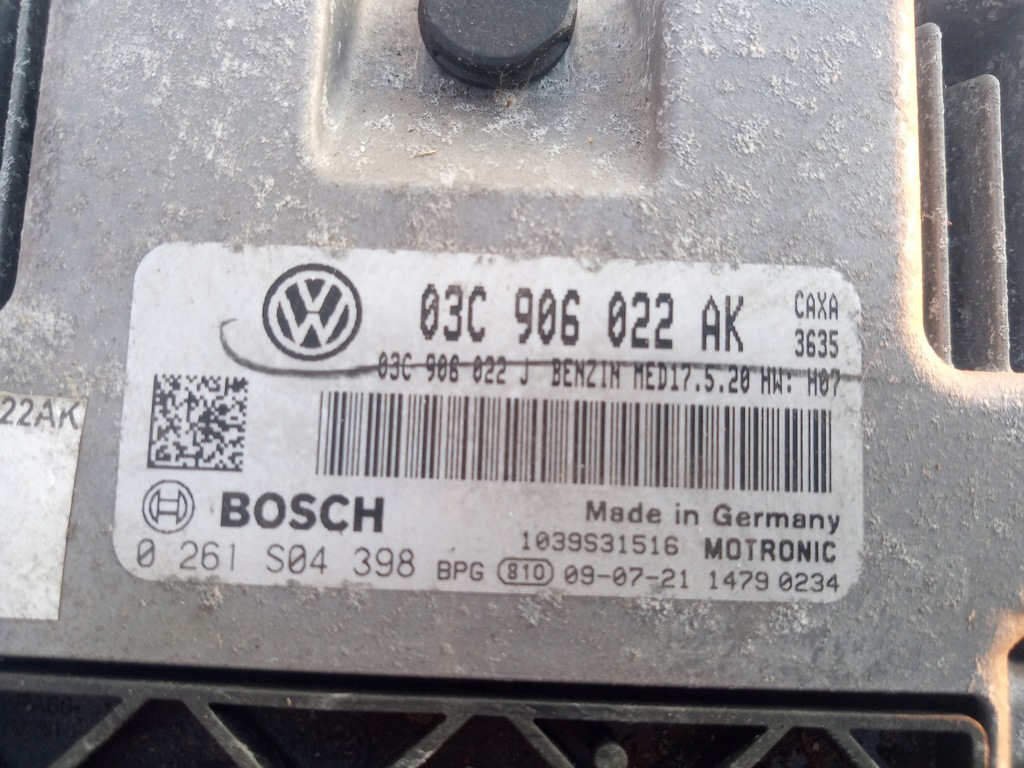 03C 906 022 AK CAXA
3635
03C 906 022 J BENZIN MED17.5.20 HW: H07
22AK
BOSCH
Made in Germany
1039S31516 MOTRONIC
0 261 S04 398 BPG 810 09-07-21 1479 0234